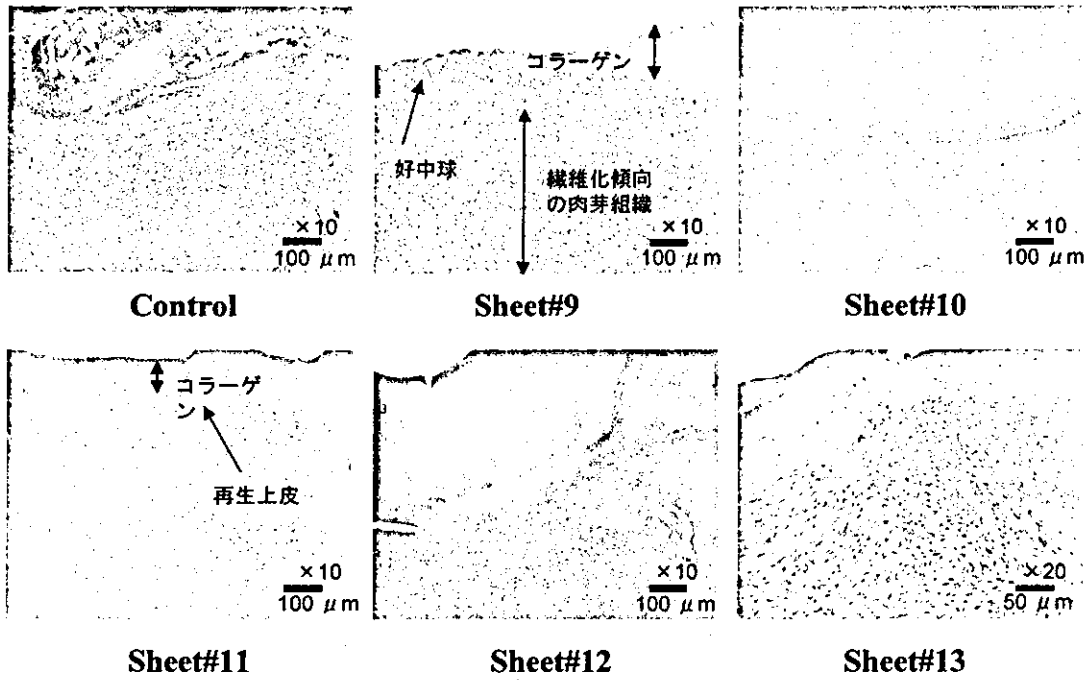 ×10
100 μm
Control
コラーゲン
好中球
繊維化傾向
の肉芽組織
×10
100 μm
Sheet#9
×10
100 μm
Sheet#10
コラーゲ
ン
再生上皮
×10
100 μm
Sheet#11
×10
100 μm
Sheet#12
×20
50 μm
Sheet#13